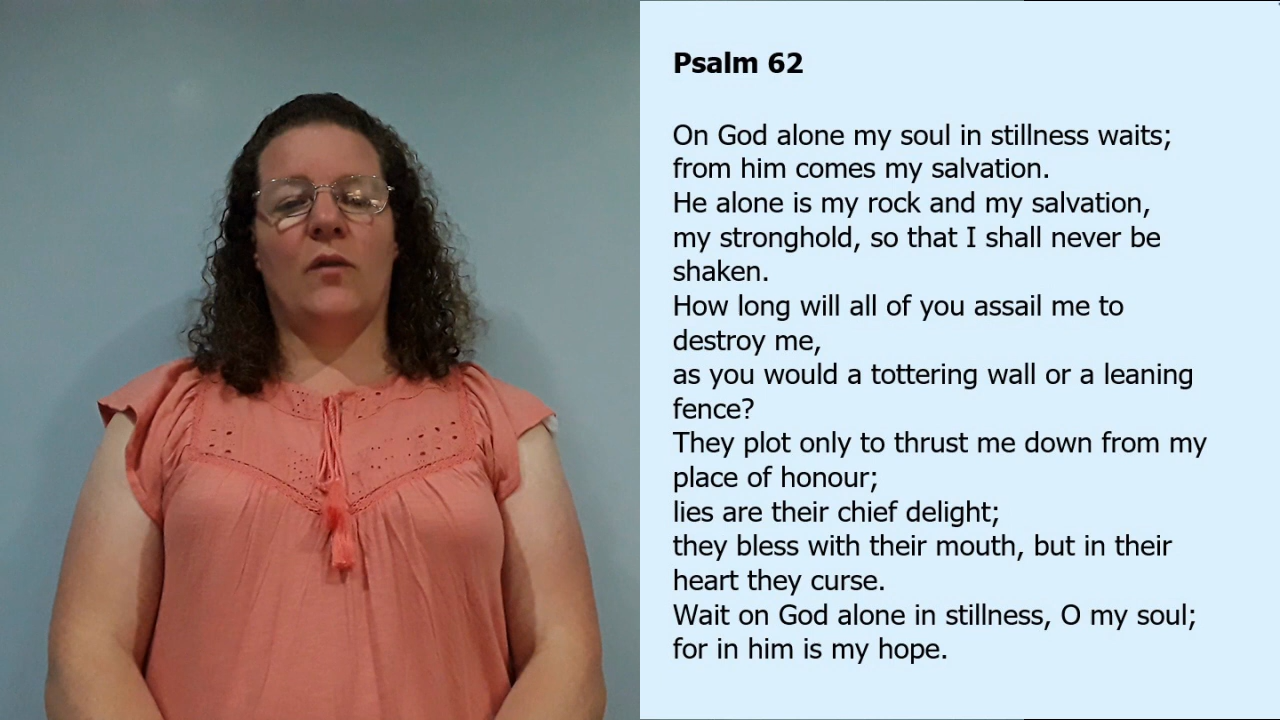 Psalm 62
On God alone my soul in stillness waits;
from him comes my salvation.
He alone is my rock and my salvation,
my stronghold, so that I shall never be
shaken.
How long will all of you assail me to
destroy me,
as you would a tottering wall or a leaning
fence?
They plot only to thrust me down from my
place of honour;
lies are their chief delight;
they bless with their mouth, but in their
heart they curse.
Wait on God alone in stillness, O my soul;
for in him is my hope.